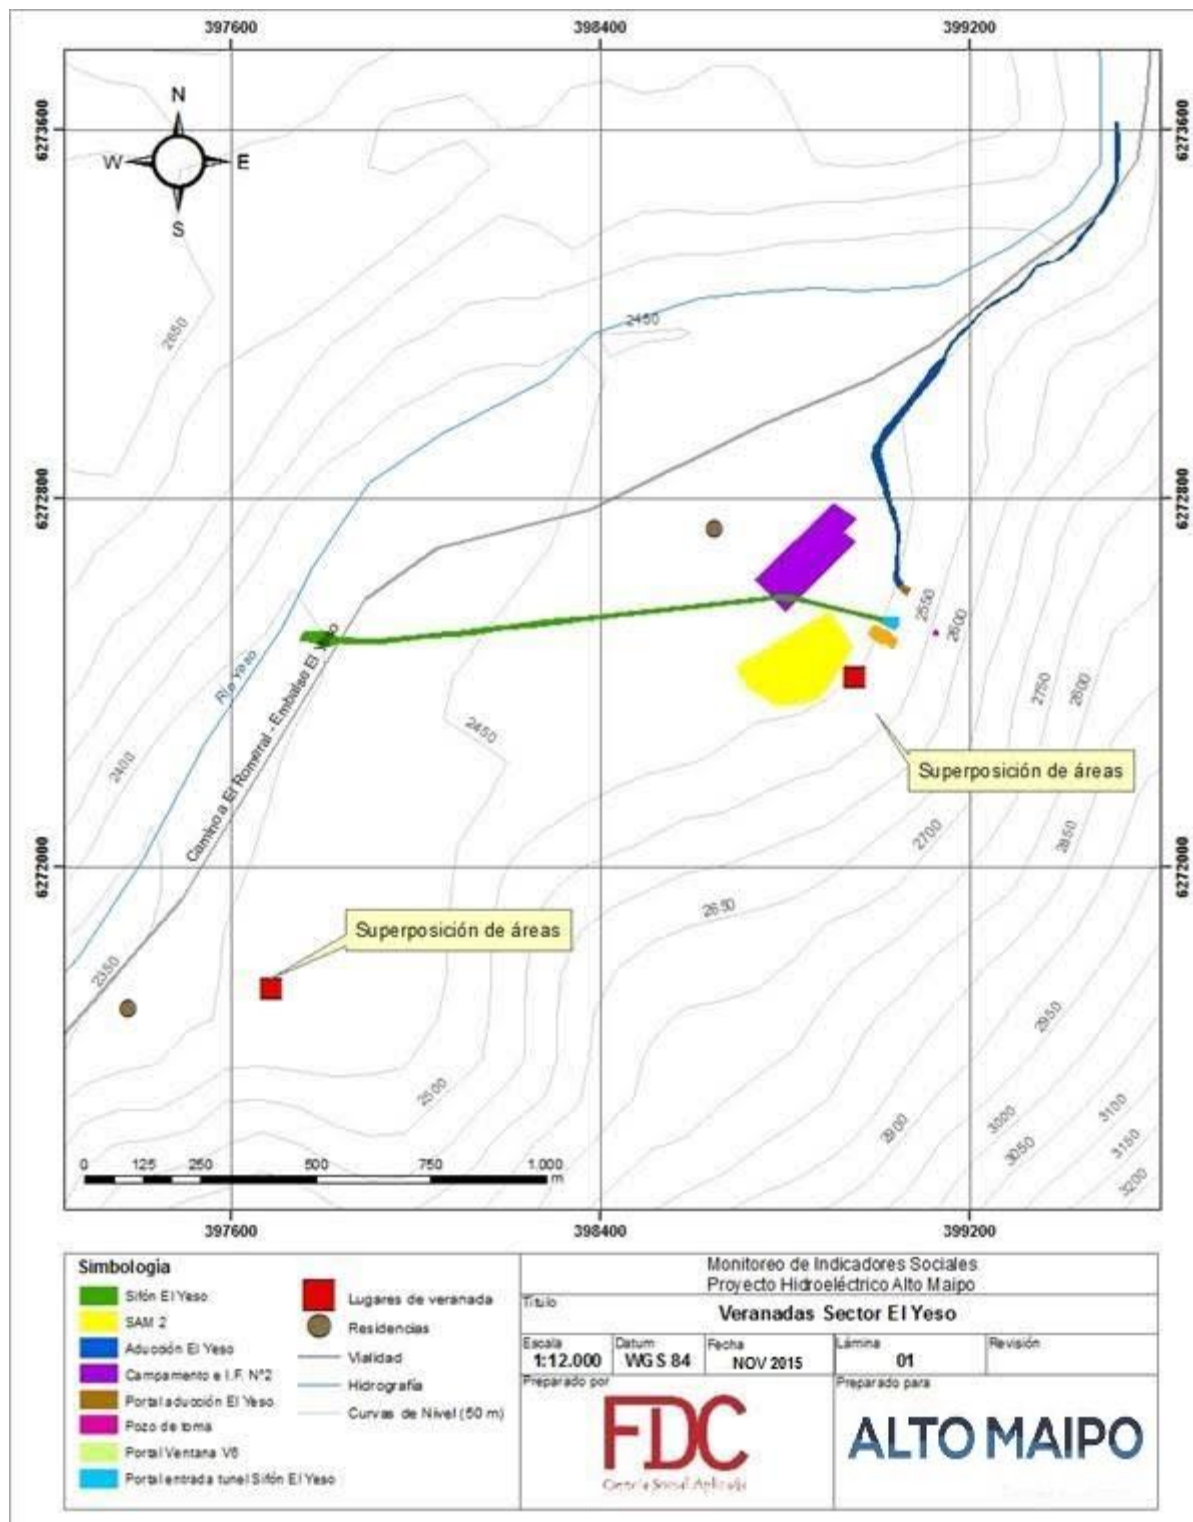 397600 398400 399200
6273600 6273600
N
W E
S
2650
2450
6272800 6272800
2550
2600
Río Yeso
Camino a El Romeral - Embalse El Yeso
2750
2800
2400
2450
Superposición de áreas
2700
2850
6272000 6272000
2650
Superposición de áreas
2350
2950
2500
2900
3000
3050
3100
3150
3200
0 125 250 500 750 1.000
m
397600 398400 399200
Simbología
Sifón El Yeso
SAM 2
Aducción El Yeso
Campamento e I.F. N°2
Portal aducción El Yeso
Pozo de toma
Portal Ventana V6
Portal entrada tunel Sifón El Yeso
Lugares de veranada
Residencias
Vialidad
Hidrografía
Curvas de Nivel (50 m)
Monitoreo de Indicadores Sociales
Proyecto Hidroeléctrico Alto Maipo
Título
Veranadas Sector El Yeso
Escala Datum Fecha Lámina Revisión
1:12.000 WGS 84 NOV 2015 01
Preparado por Preparado para
FDC
Ciencia Social Aplicada
ALTO MAIPO